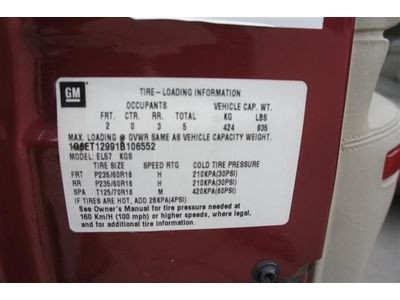 GM
TIRE-LOADING INFORMATION
OCCUPANTS VEHICLE CAP. WT.
FRT. CTR. RR. TOTAL KG LBS
2 0 3 5 424 935
MAX. LOADING @ GVWR SAME AS VEHICLE CAPACITY WEIGHT.
1G6ET12991B106552
MODEL: EL57 KGS
TIRE SIZE SPEED RTG COLD TIRE PRESSURE
FRT P235/60R16 H 210KPA(30PSI)
RR P235/60R16 H 210KPA(30PSI)
SPA T125/70R16 M 420KPA(60PSI)
IF TIRES ARE HOT, ADD 28KPA(4PSI)
See Owner's Manual for tire pressure needed at
160 Km/H (100 mph) or higher speeds, where legal,
and for additional tire information.